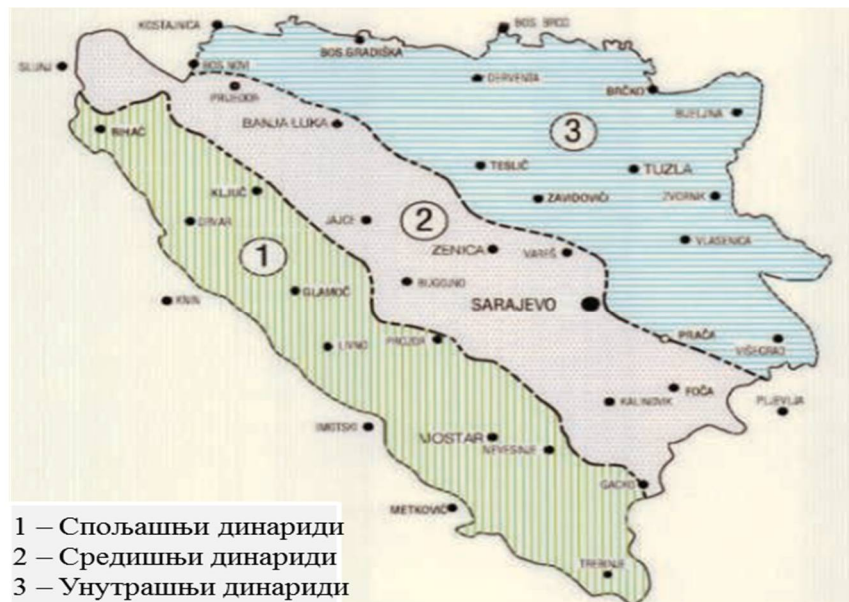 KOSTAJNICA
BOS. BROD
SLUNJ
BOS. NOVI
BOS. GRADIŠKA
DERVENTA
PRIJEDOR
BRČKO
BIJELJINA
BIHAĆ
BANJA LUKA
3
TESLIĆ
TUZLA
KLJUČ
ZAVIDOVIĆI
ZVORNIK
DRVAR
JAJCE
2
ZENICA
VAREŠ
VLASENICA
1
GLAMOČ
BUGOJNO
KNIN
SARAJEVO
LIVNO
PROZOR
PRAČA
VIŠEGRAD
KALINOVIK
FOČA
PLJEVLJA
IMOTSKI
MOSTAR
NEVESINJE
GACKO
METKOVIĆ
TREBINJE
1 – Спољашњи динариди
2 – Средишњи динариди
3 – Унутрашњи динариди